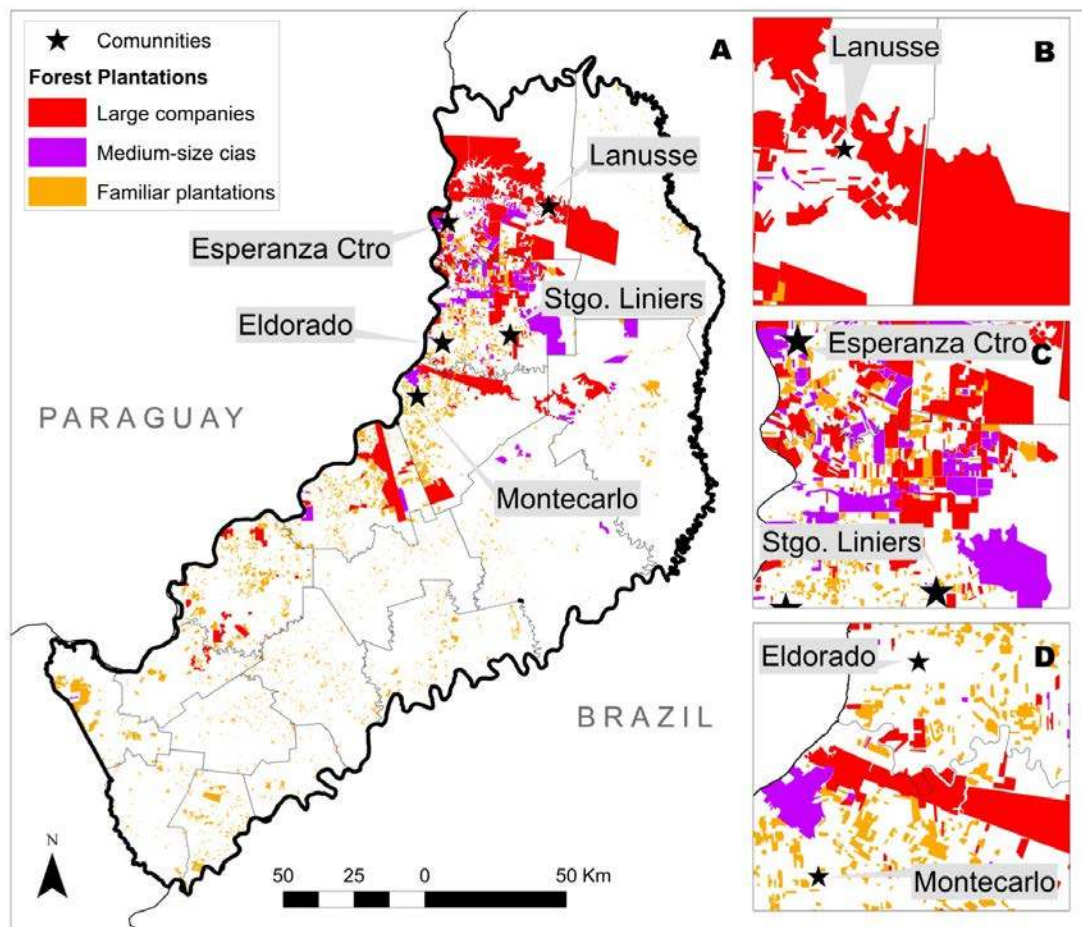 Comunnities
Forest Plantations
Large companies
Medium-size cias
Familiar plantations
A
Lanusse
Esperanza Ctro
Stgo. Liniers
Eldorado
PARAGUAY
Montecarlo
BRAZIL
N
50 25 0 50 Km
B
Lanusse
Esperanza Ctro
C
Stgo. Liniers
Eldorado
D
Montecarlo